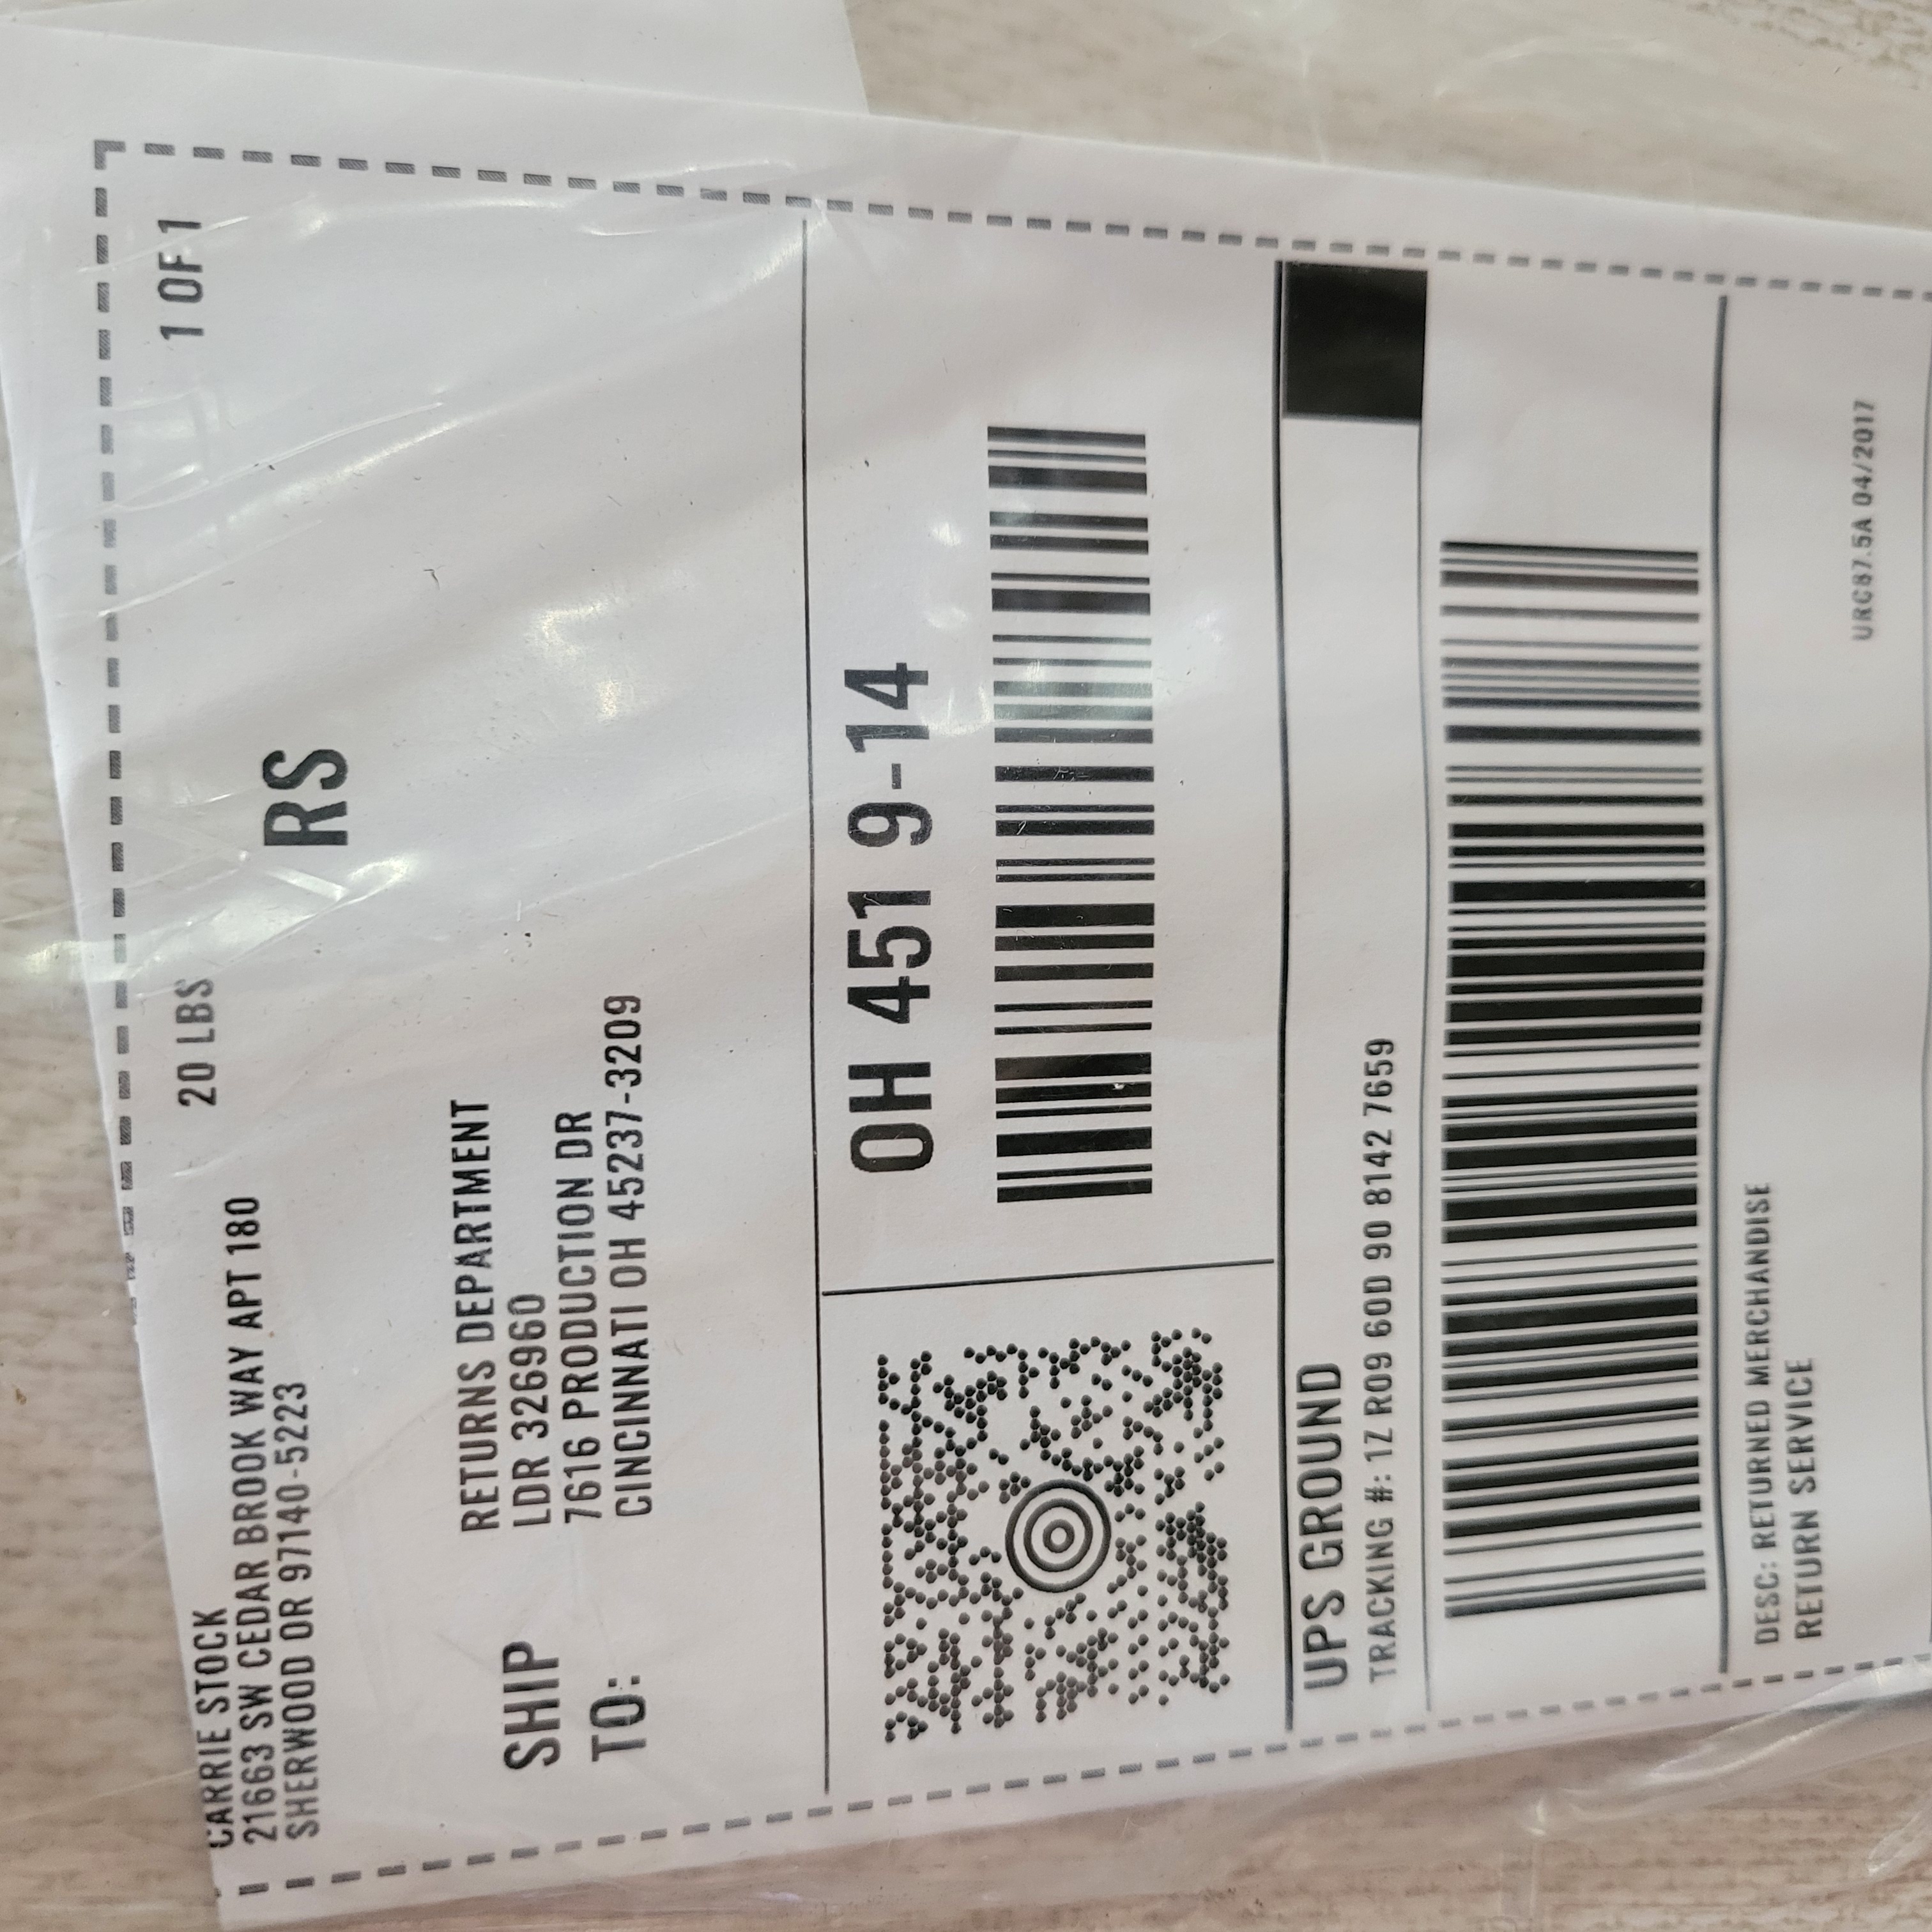 CARRIE STOCK
21663 SW CEDAR BROOK WAY APT 180
SHERWOOD OR 97140-5223
20 LBS
1 OF 1
RS
SHIP
TO:
RETURNS DEPARTMENT
LDR 3269960
7616 PRODUCTION DR
CINCINNATI OH 45237-3209
OH 451 9-14
UPS GROUND
TRACKING #: 1Z R09 60D 90 8142 7659
DESC: RETURNED MERCHANDISE
RETURN SERVICE
URC87.5A 04/2017